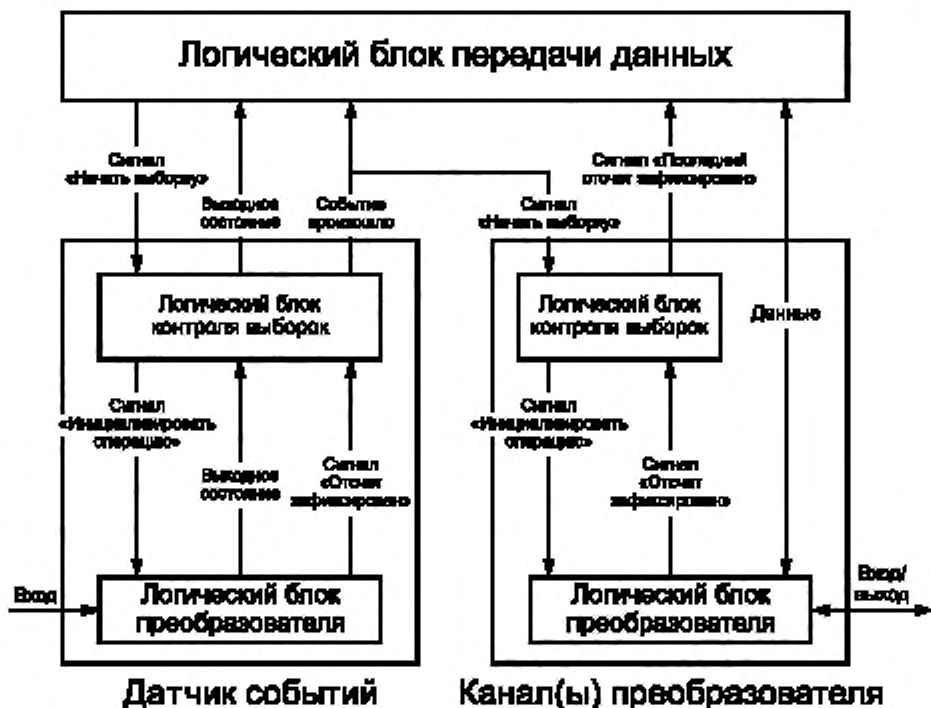 Логический блок передачи данных
Сигнал
«Начать выборку»
Выходное
состояние
Событие
произошло
Сигнал
«Начать выборку»
Сигнал «Последний
отсчет зафиксирован»
Логический блок
контроля выборок
Логический блок
контроля выборок
Данные
Сигнал
«Инициализировать
операцию»
Выходное
состояние
Сигнал
«Отсчет
зафиксирован»
Сигнал
«Инициализировать
операцию»
Сигнал
«Отсчет
зафиксирован»
Вход
Логический блок
преобразователя
Логический блок
преобразователя
Вход/
выход
Датчик событий
Канал(ы) преобразователя